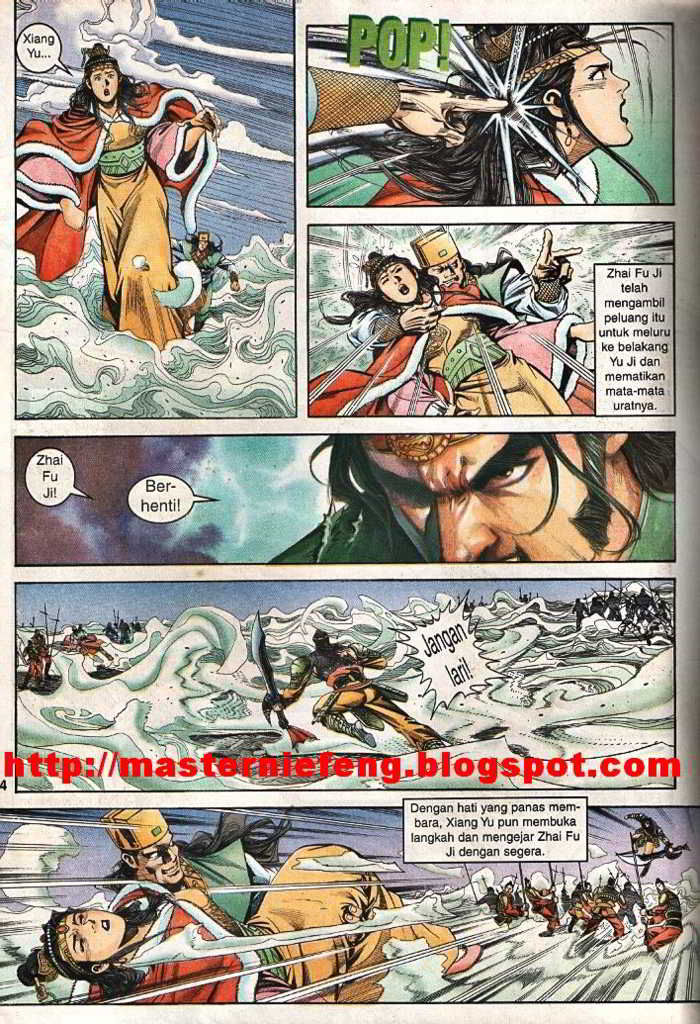 Xiang
Yu...
POP!
Zhai Fu Ji
telah
mengambil
peluang itu
untuk meluru
ke belakang
Yu Ji dan
mematikan
mata-mata
uratnya.
Zhai
Fu
Ji!
Ber-
henti!
Jangan
lari!
http://masterniefeng.blogspot.com
4
Dengan hati yang panas mem-
bara, Xiang Yu pun membuka
langkah dan mengejar Zhai Fu
Ji dengan segera.